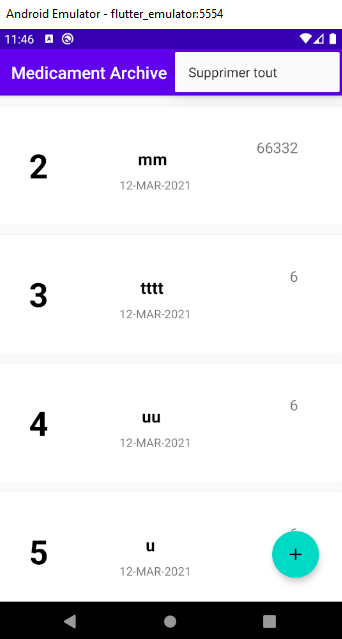 Android Emulator - flutter_emulator:5554
11:46 A
Medicament Archive Supprimer tout
66332
2 mm
12-MAR-2021
6
3 tttt
12-MAR-2021
6
4 uu
12-MAR-2021
5 u
12-MAR-2021
+